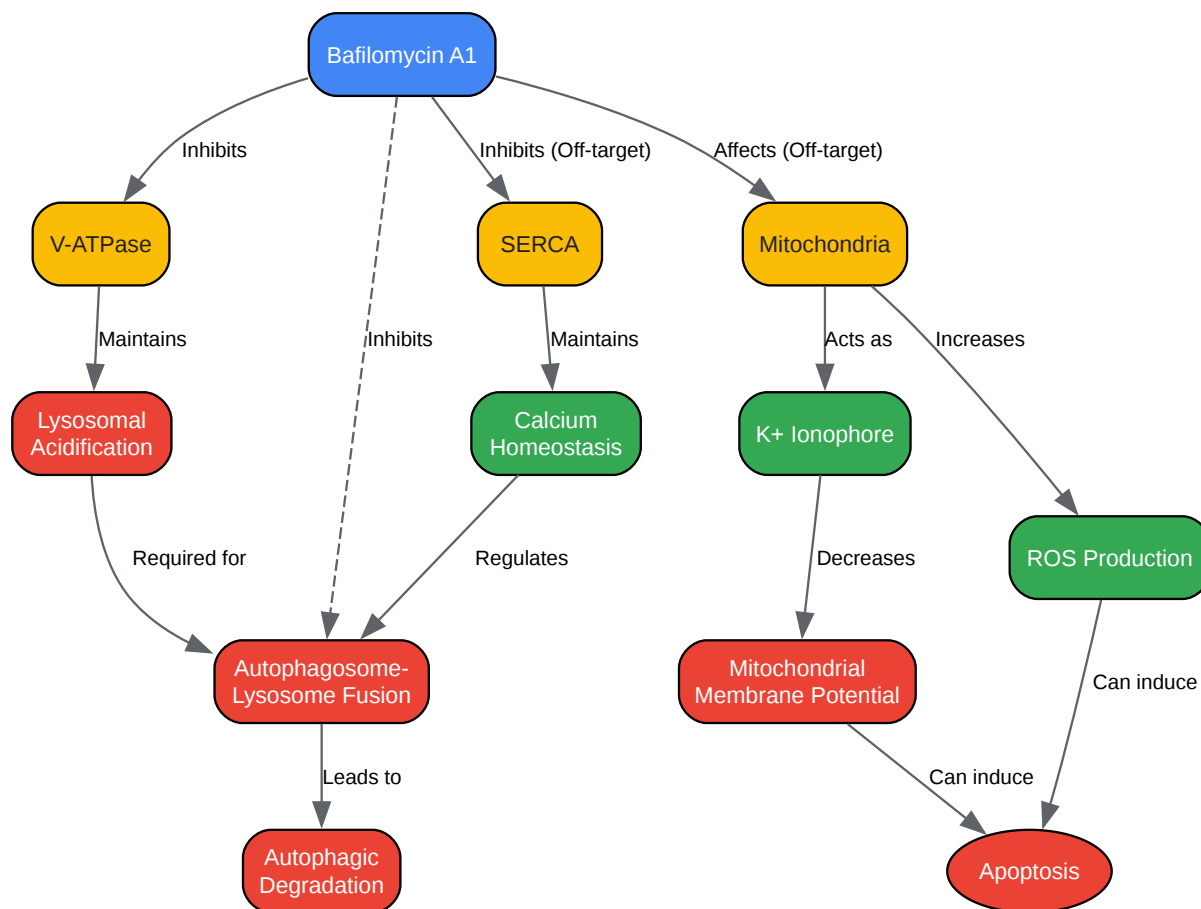 Bafilomycin A1
Inhibits
Inhibits (Off-target)
Affects (Off-target)
V-ATPase
SERCA
Mitochondria
Maintains
Inhibits
Maintains
Acts as
Increases
Lysosomal
Acidification
Calcium
Homeostasis
K+ Ionophore
Required for
Regulates
Decreases
ROS Production
Autophagosome-
Lysosome Fusion
Mitochondrial
Membrane Potential
Can induce
Leads to
Can induce
Autophagic
Degradation
Apoptosis